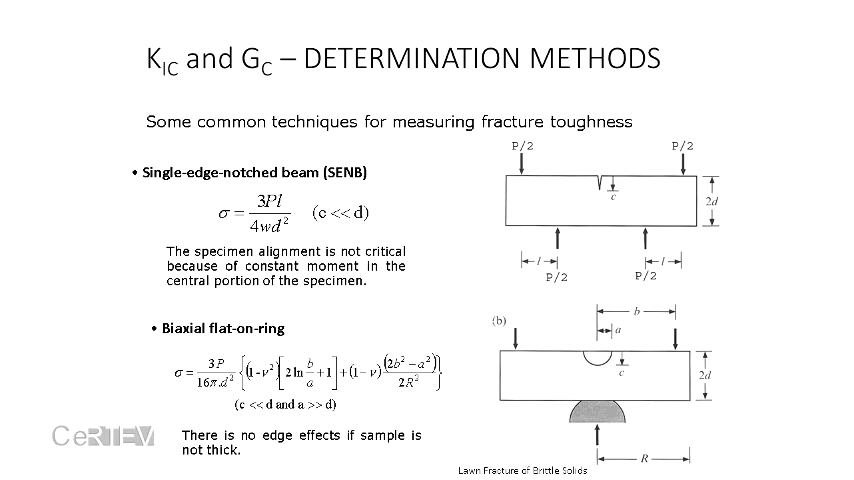 K_IC and G_C – DETERMINATION METHODS
Some common techniques for measuring fracture toughness
• Single-edge-notched beam (SENB)
σ = 3Pl / 4wd² (c << d)
The specimen alignment is not critical
because of constant moment in the
central portion of the specimen.
P/2 P/2
c
2d
l l
P/2 P/2
• Biaxial flat-on-ring
σ = 3P / 16π.d² {(1-ν²)[2 ln b/a + 1] + (1-ν) (2b² - a²) / 2R²}
(c << d and a >> d)
There is no edge effects if sample is
not thick.
(b)
b
a
c
2d
R
CeRTEV
Lawn Fracture of Brittle Solids